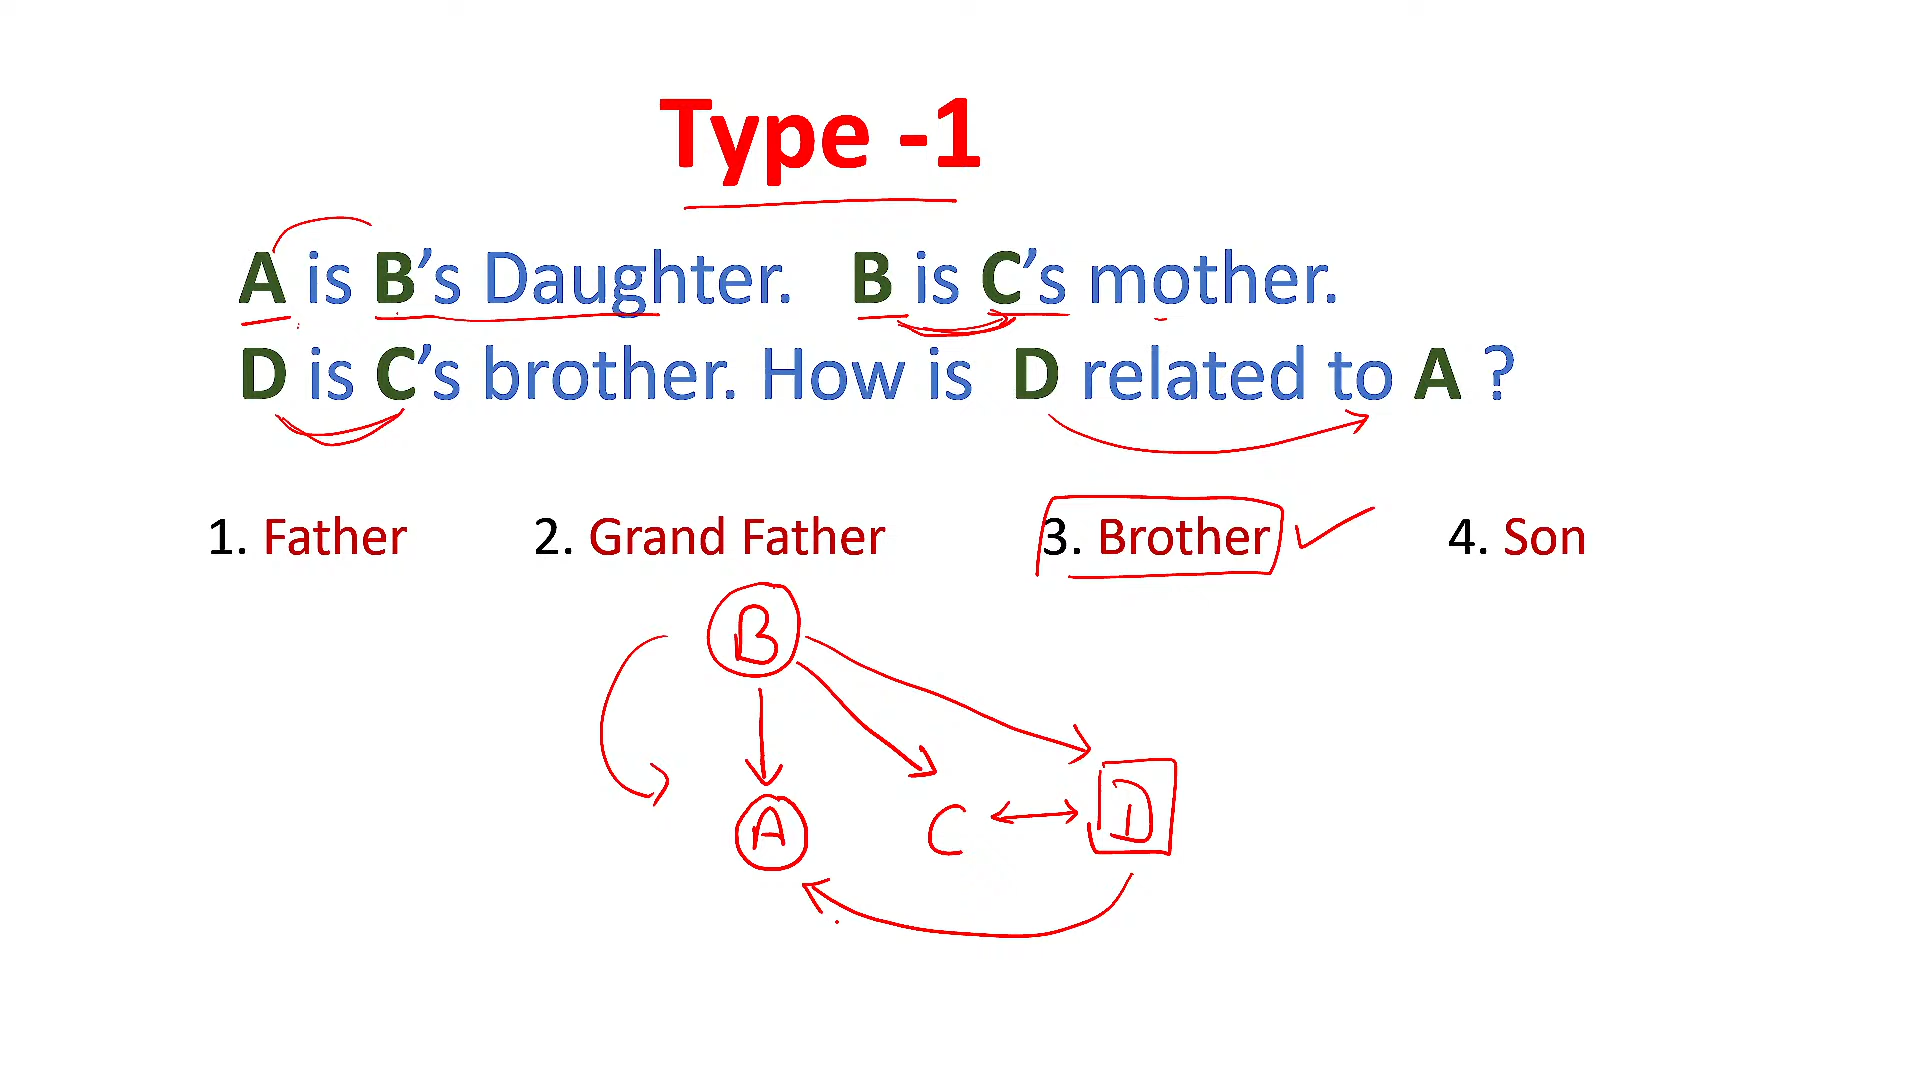 Type -1
A is B’s Daughter. B is C’s mother.
D is C’s brother. How is D related to A ?
1. Father 2. Grand Father 3. Brother 4. Son
B
A C D